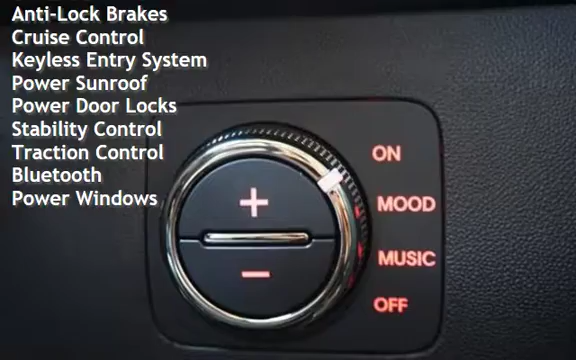 Anti-Lock Brakes
Cruise Control
Keyless Entry System
Power Sunroof
Power Door Locks
Stability Control
Traction Control
Bluetooth
Power Windows
+
−
ON
MOOD
MUSIC
OFF